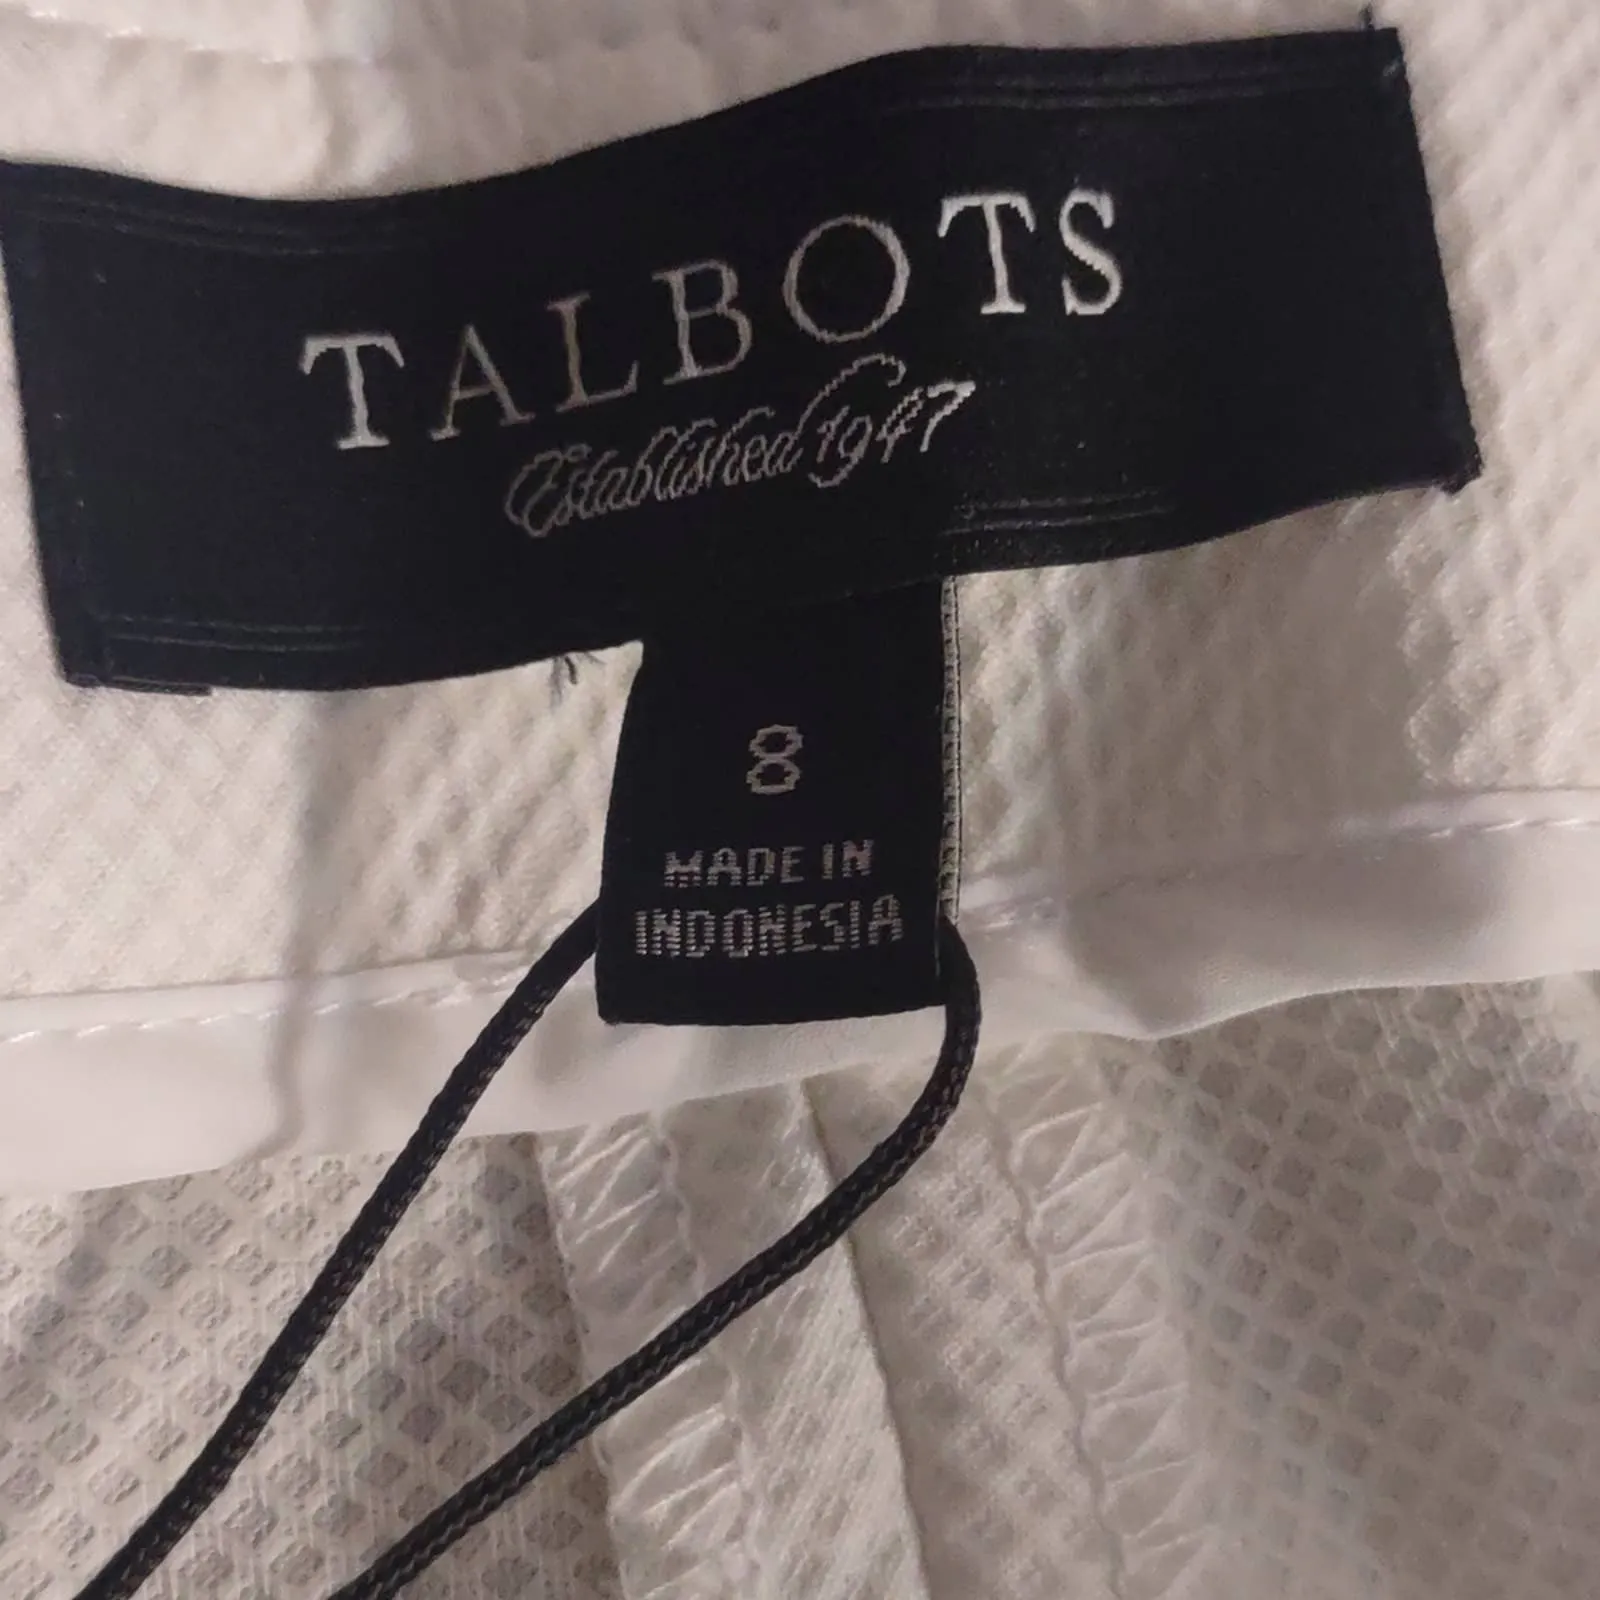 TALBOTS
Established 1947
8
MADE IN
INDONESIA